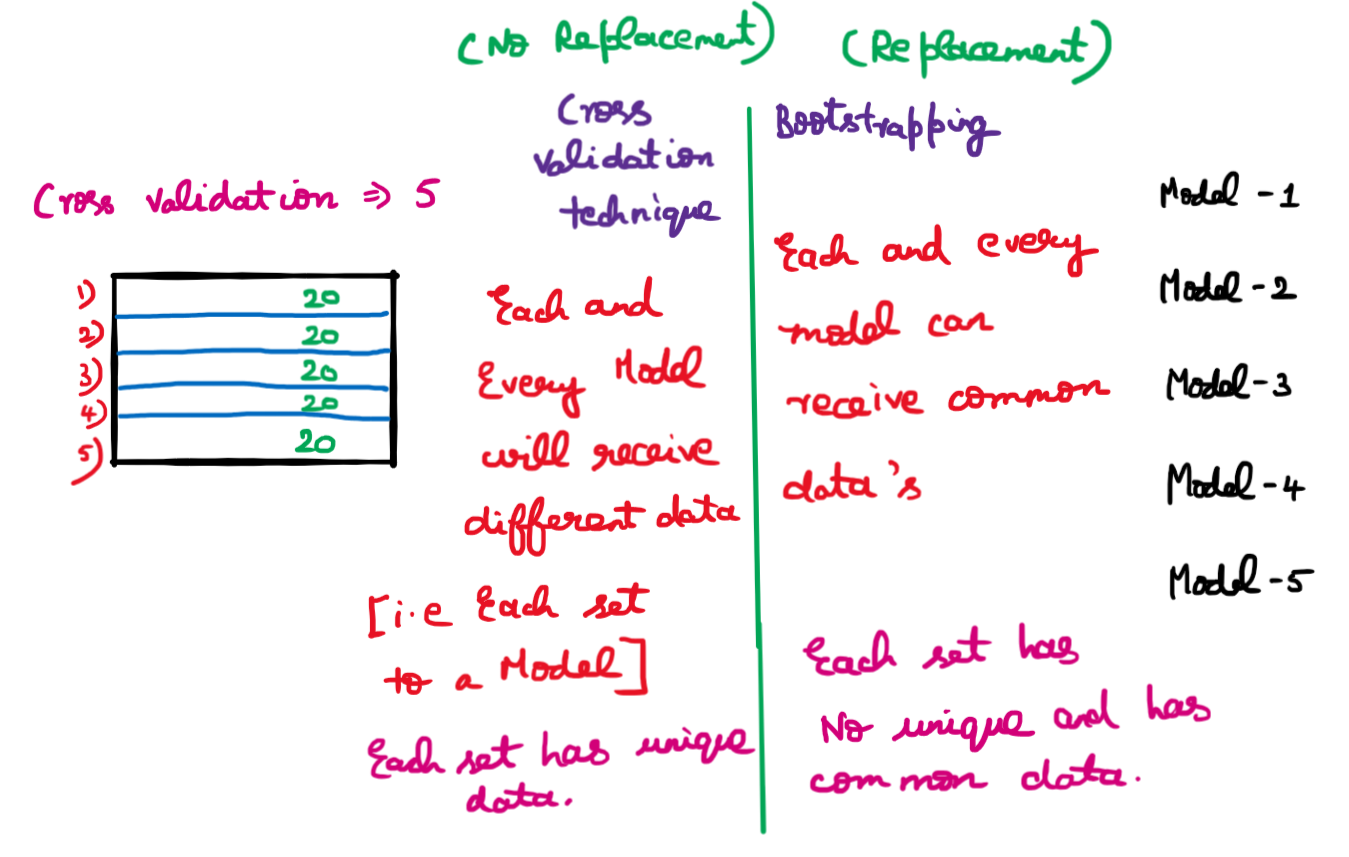 Cross validation => 5
1) 20
2) 20
3) 20
4) 20
5) 20
(No Replacement)
Cross
validation
technique
Each and
Every Model
will receive
different data
[i.e Each set
to a Model]
Each set has unique
data.
(Replacement)
Bootstrapping
Each and every
model can
receive common
data's
Each set has
No unique and has
common data.
Model - 1
Model - 2
Model - 3
Model - 4
Model - 5